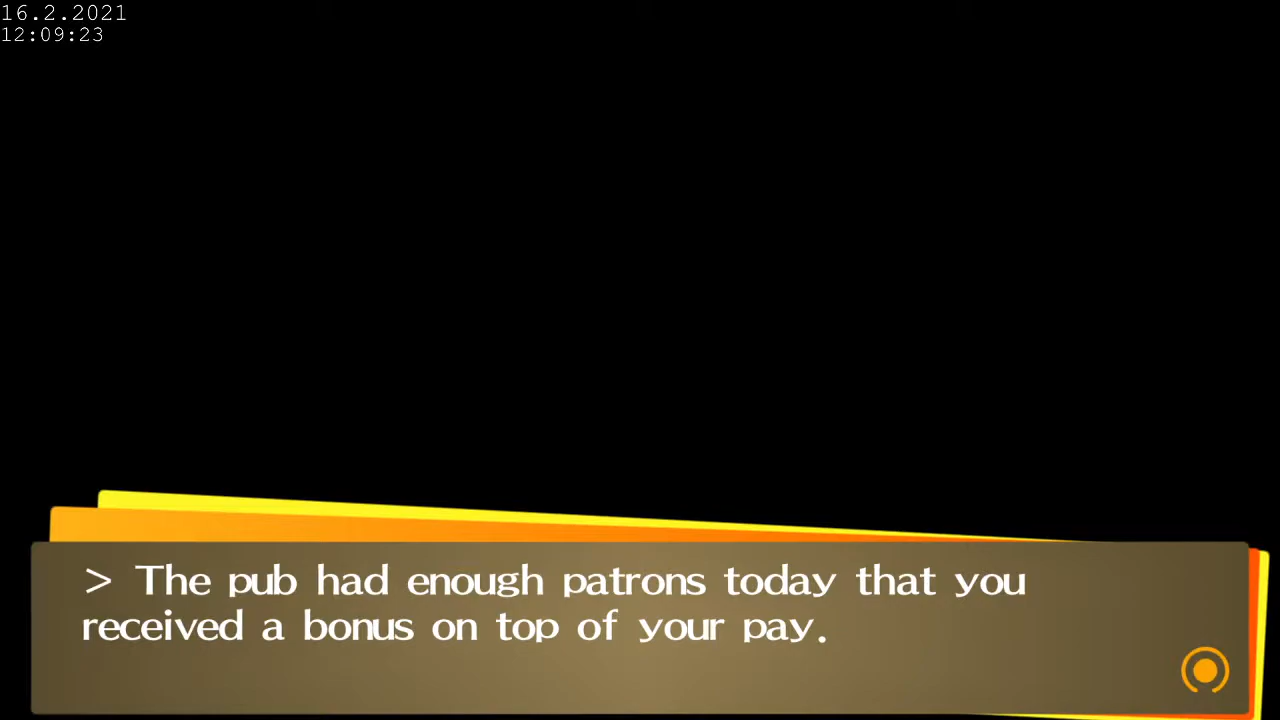 16.2.2021
12:09:23
> The pub had enough patrons today that you
received a bonus on top of your pay.